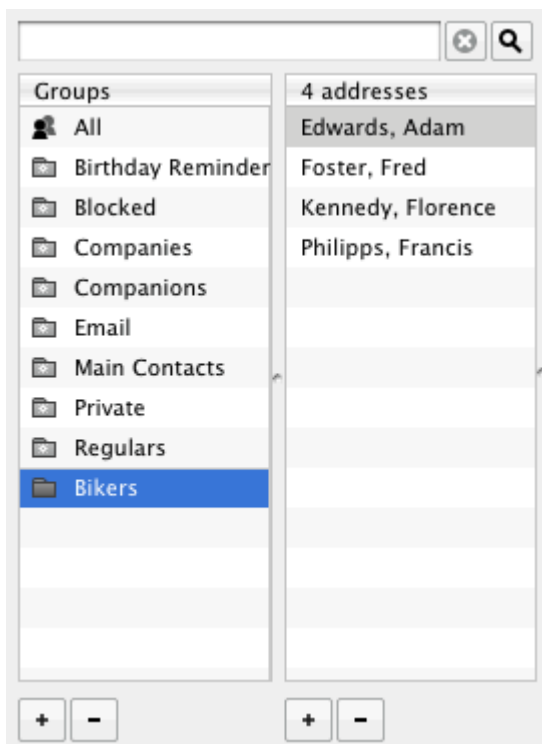 Groups
All
Birthday Reminder
Blocked
Companies
Companions
Email
Main Contacts
Private
Regulars
Bikers
4 addresses
Edwards, Adam
Foster, Fred
Kennedy, Florence
Philipps, Francis
+ -
+ -